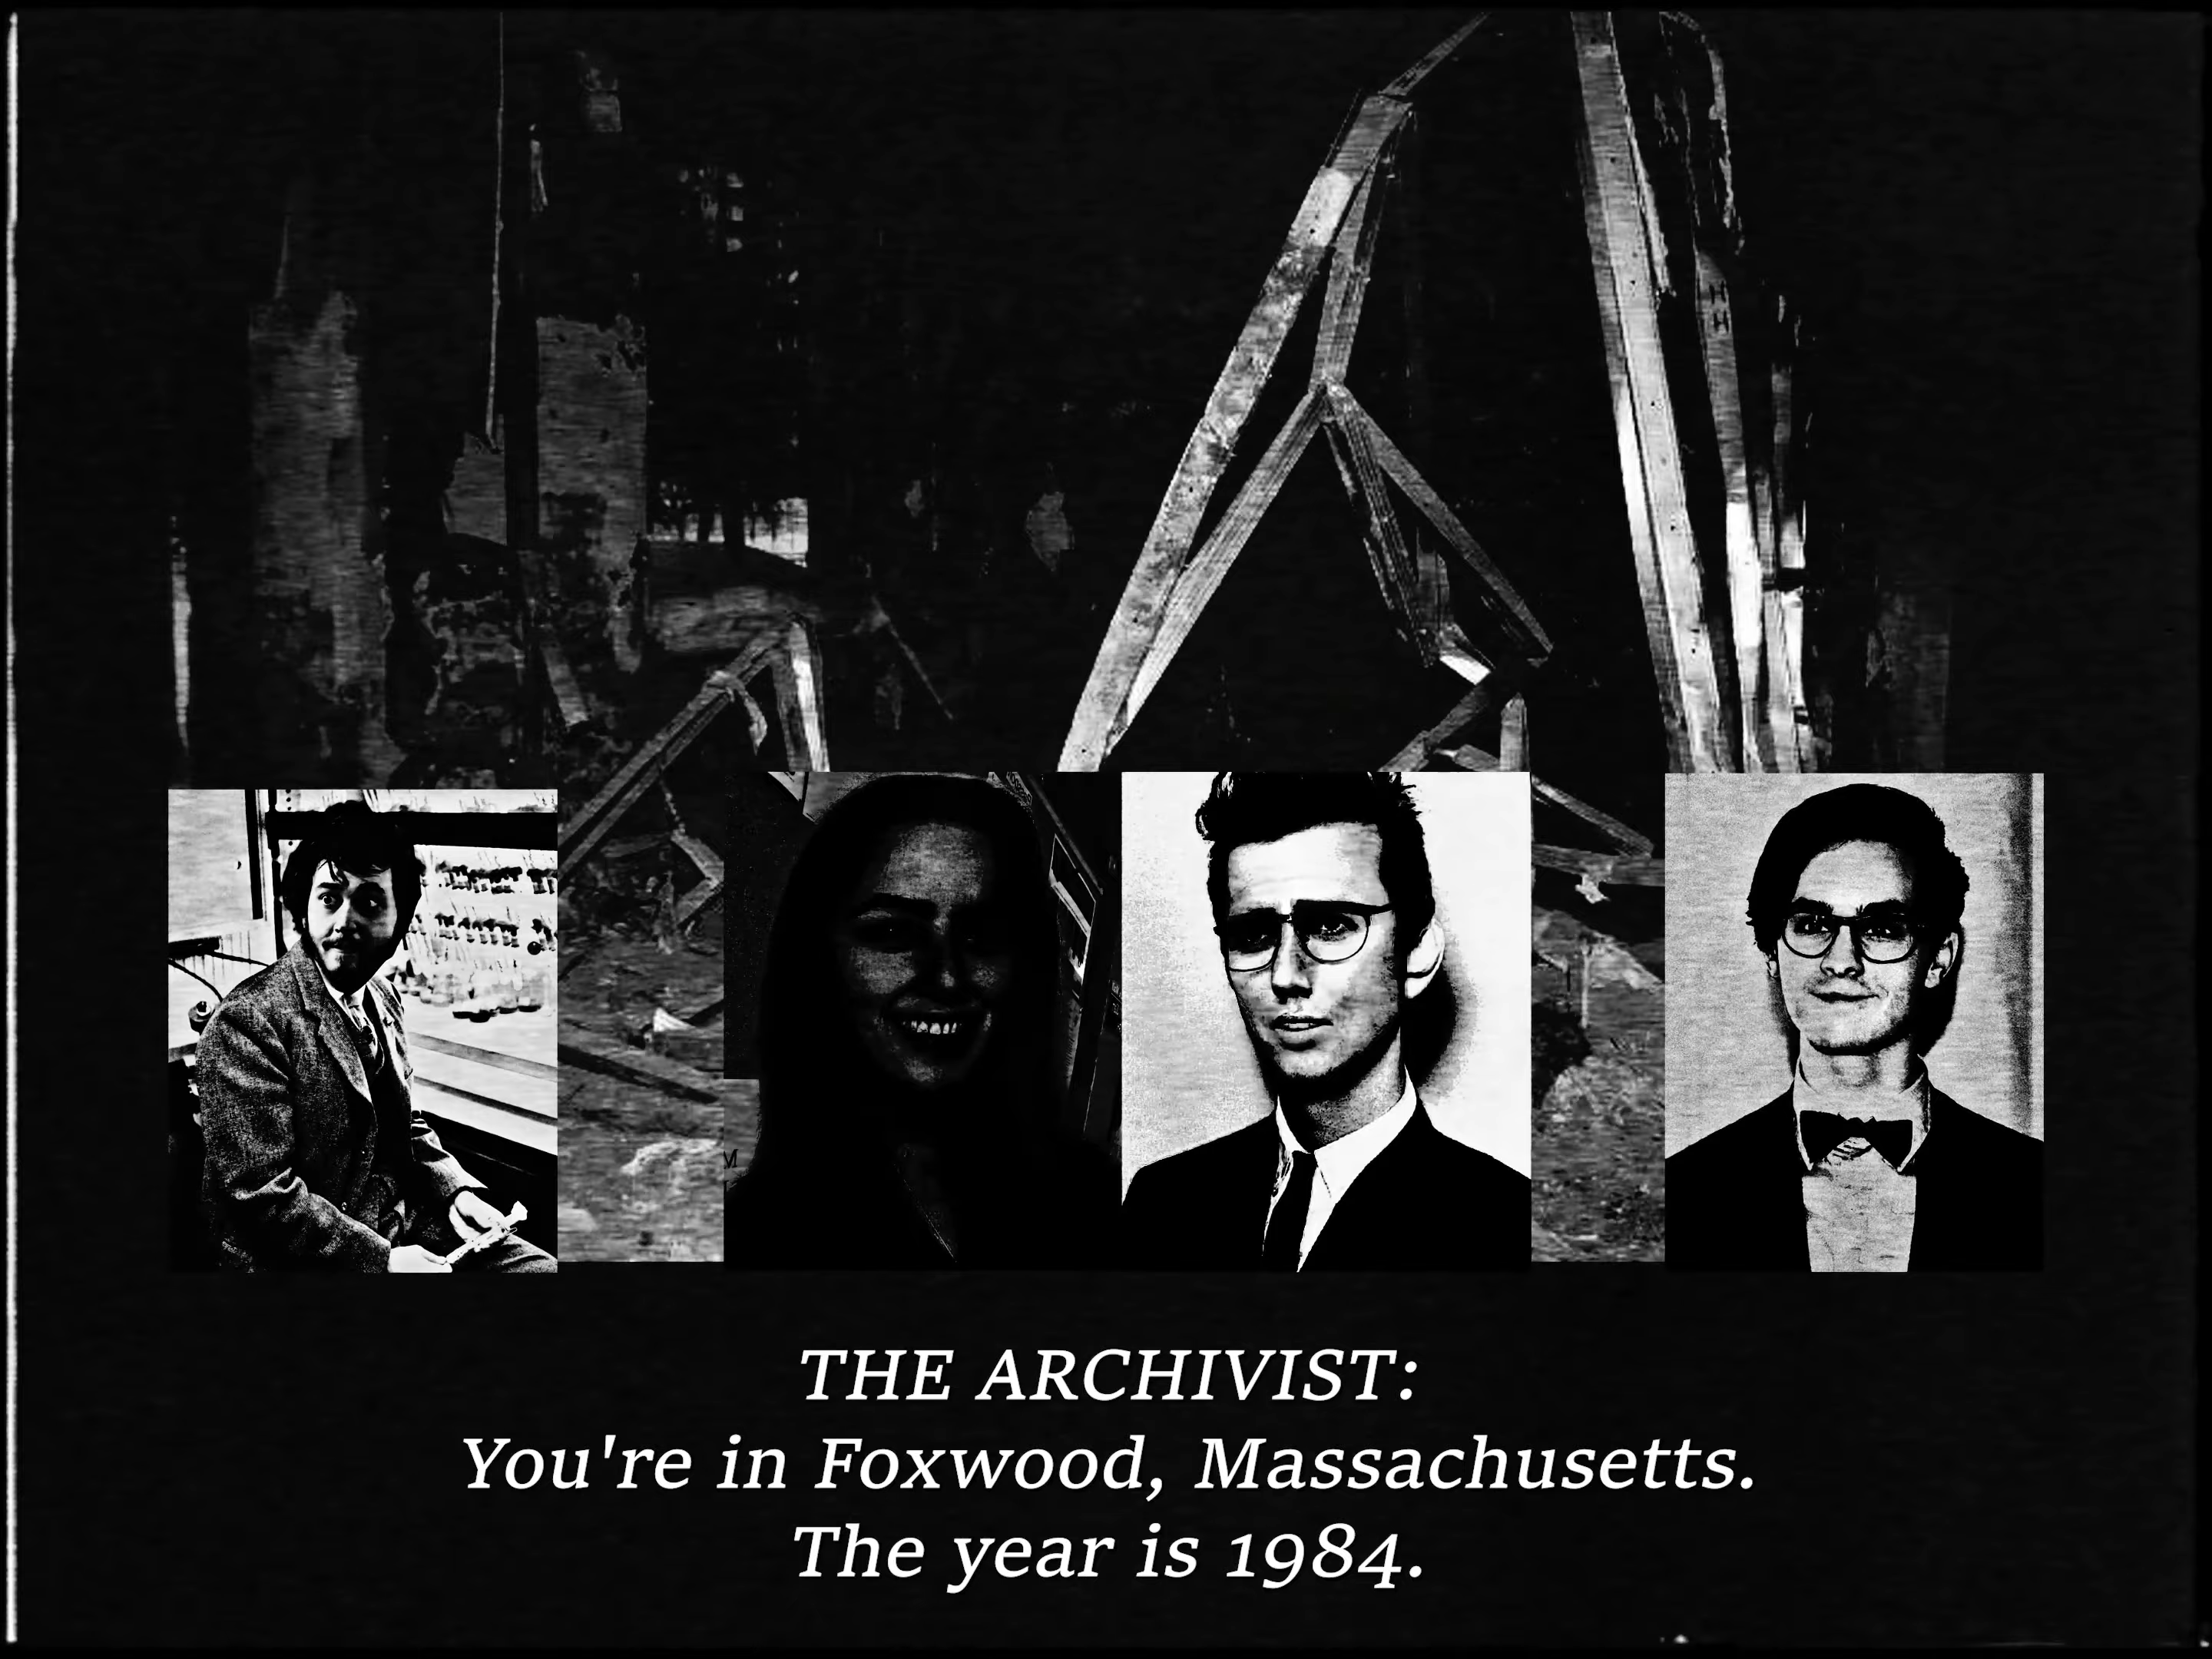 H
H
M
THE ARCHIVIST:
You're in Foxwood, Massachusetts.
The year is 1984.